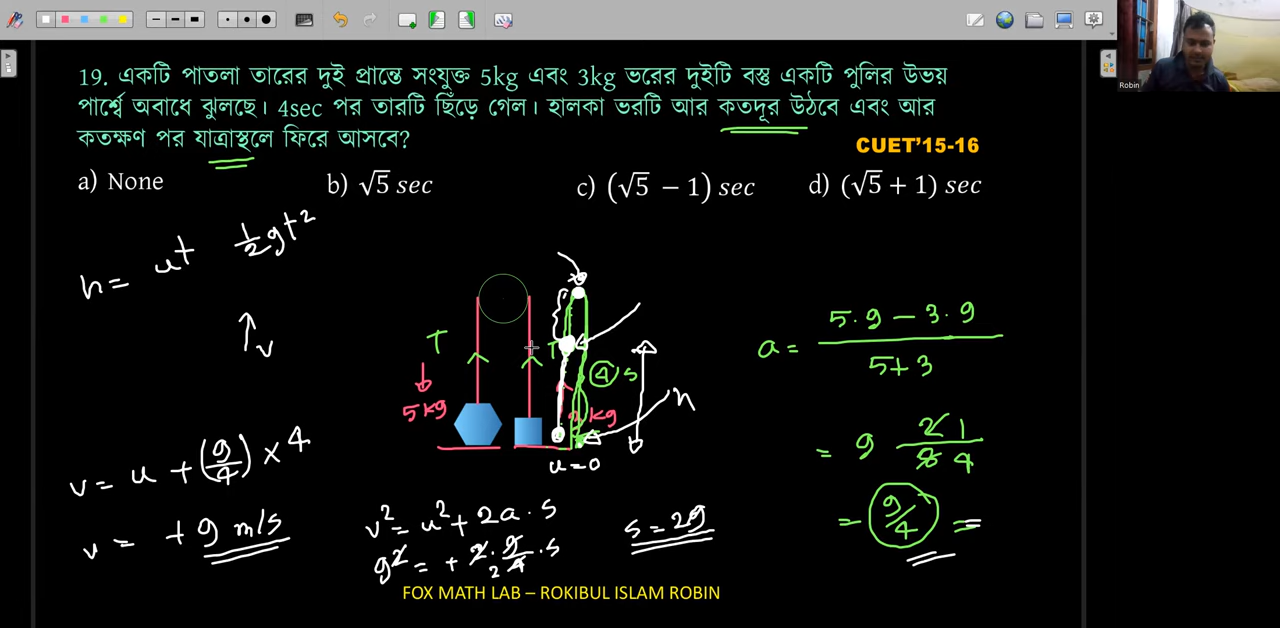 Robin
19. একটি পাতলা তারের দুই প্রান্তে সংযুক্ত 5kg এবং 3kg ভরের দুইটি বস্তু একটি পুলির উভয়
পার্শ্বে অবাধে ঝুলছে। 4sec পর তারটি ছিঁড়ে গেল। হালকা ভরটি আর কতদূর উঠবে এবং আর
কতক্ষণ পর যাত্রাস্থলে ফিরে আসবে?
CUET'15-16
a) None b) √5 sec c) (√5 − 1) sec d) (√5 + 1) sec
h = ut ½gt²
↑v
T T
5kg kg
4 s
h
u = 0
a = (5.g − 3.g)/(5+3)
= g 2/8 1/4
= g/4 =
v = u + (g/4) × 4
v = + g m/s
v² = u² + 2a.s
g² = + 2.g/4.s
2
s = 2g
FOX MATH LAB – ROKIBUL ISLAM ROBIN